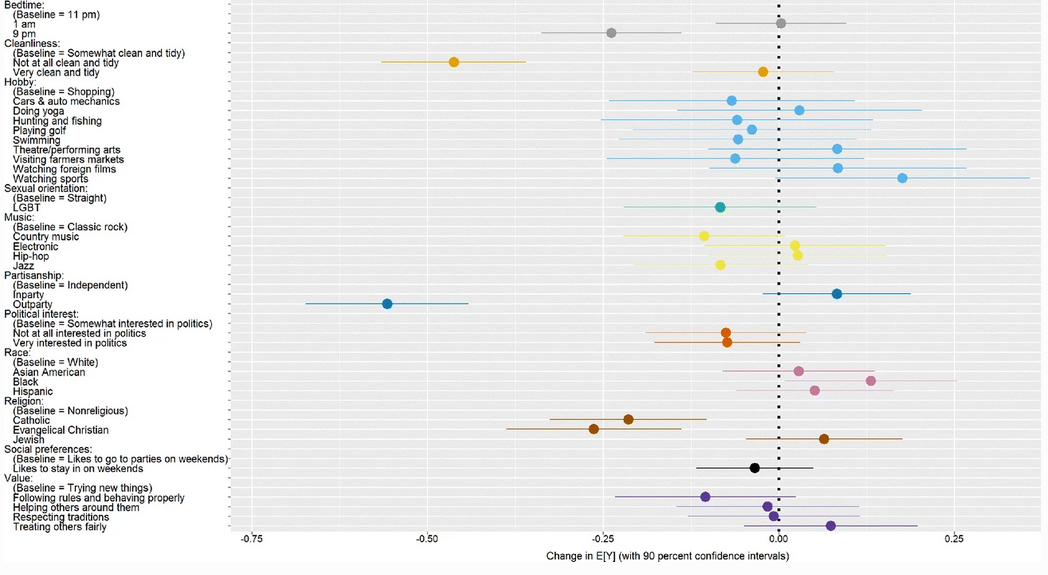 Bedtime:
(Baseline = 11 pm)
1 am
9 pm
Cleanliness:
(Baseline = Somewhat clean and tidy)
Not at all clean and tidy
Very clean and tidy
Hobby:
(Baseline = Shopping)
Cars & auto mechanics
Doing yoga
Hunting and fishing
Playing golf
Swimming
Theatre/performing arts
Visiting farmers markets
Watching foreign films
Watching sports
Sexual orientation:
(Baseline = Straight)
LGBT
Music:
(Baseline = Classic rock)
Country music
Electronic
Hip-hop
Jazz
Partisanship:
(Baseline = Independent)
Inparty
Outparty
Political interest:
(Baseline = Somewhat interested in politics)
Not at all interested in politics
Very interested in politics
Race:
(Baseline = White)
Asian American
Black
Hispanic
Religion:
(Baseline = Nonreligious)
Catholic
Evangelical Christian
Jewish
Social preferences:
(Baseline = Likes to go to parties on weekends)
Likes to stay in on weekends
Value:
(Baseline = Trying new things)
Following rules and behaving properly
Helping others around them
Respecting traditions
Treating others fairly
-0.75 -0.50 -0.25 0.00 0.25
Change in E[Y] (with 90 percent confidence intervals)